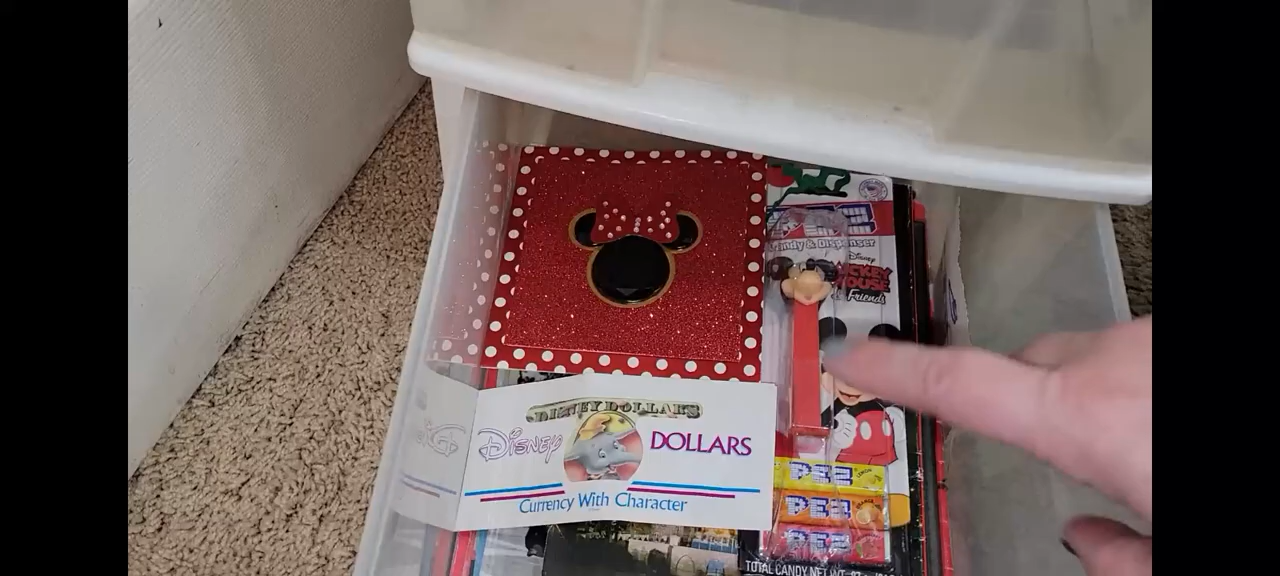 PEZ
Candy & Dispenser
Disney
MICKEY
MOUSE
& Friends
DISNEY DOLLARS
DISNEY DOLLARS
Currency With Character
PEZ
PEZ
PEZ
TOTAL CANDY NET WT